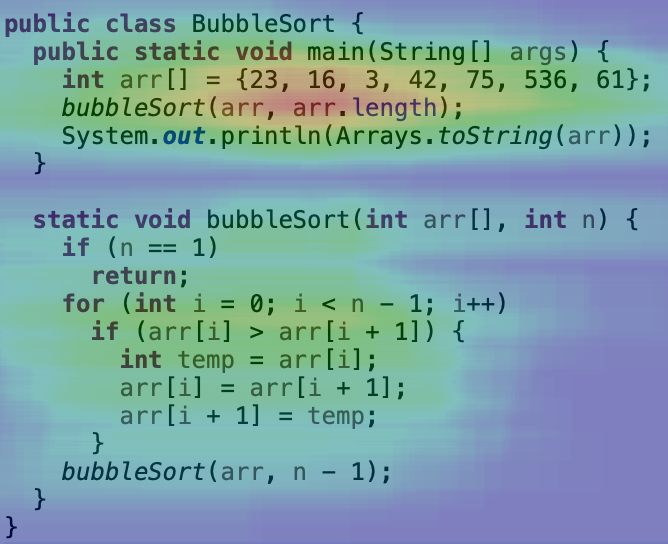 public class BubbleSort {
  public static void main(String[] args) {
    int arr[] = {23, 16, 3, 42, 75, 536, 61};
    bubbleSort(arr, arr.length);
    System.out.println(Arrays.toString(arr));
  }

  static void bubbleSort(int arr[], int n) {
    if (n == 1)
      return;
    for (int i = 0; i < n - 1; i++)
      if (arr[i] > arr[i + 1]) {
        int temp = arr[i];
        arr[i] = arr[i + 1];
        arr[i + 1] = temp;
      }
    bubbleSort(arr, n - 1);
  }
}